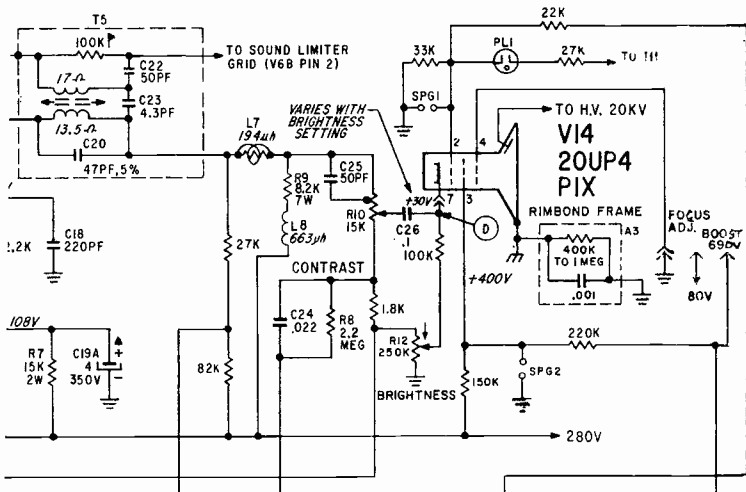 T5
100K
C22
50PF
17Ω
C23
4.3PF
13.5Ω
C20
47PF, 5%
TO SOUND LIMITER
GRID (V6B PIN 2)
L7
194µh
VARIES WITH
BRIGHTNESS
SETTING
R9
8.2K
7W
C25
50PF
L8
663µh
R10
15K
C26
.1
+30V
100K
D
22K
33K
PL1
27K
SPG1
2
4
7
3
TO H.V. 20KV
V14
20UP4
PIX
RIMBOND FRAME
A3
400K
TO 1 MEG
.001
FOCUS
ADJ.
BOOST
690V
80V
+400V
2.2K
C18
220PF
27K
CONTRAST
C24
.022
R8
2.2
MEG
1.8K
R12
250K
BRIGHTNESS
108V
R7
15K
2W
C19A
4
350V
+
-
82K
150K
220K
SPG2
280V